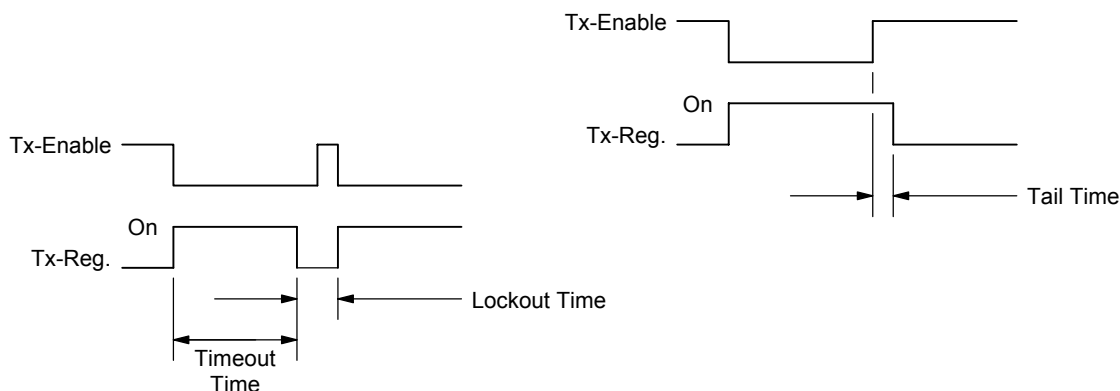 Tx-Enable
On
Tx-Reg.
Lockout Time
Timeout
Time
Tx-Enable
On
Tx-Reg.
Tail Time